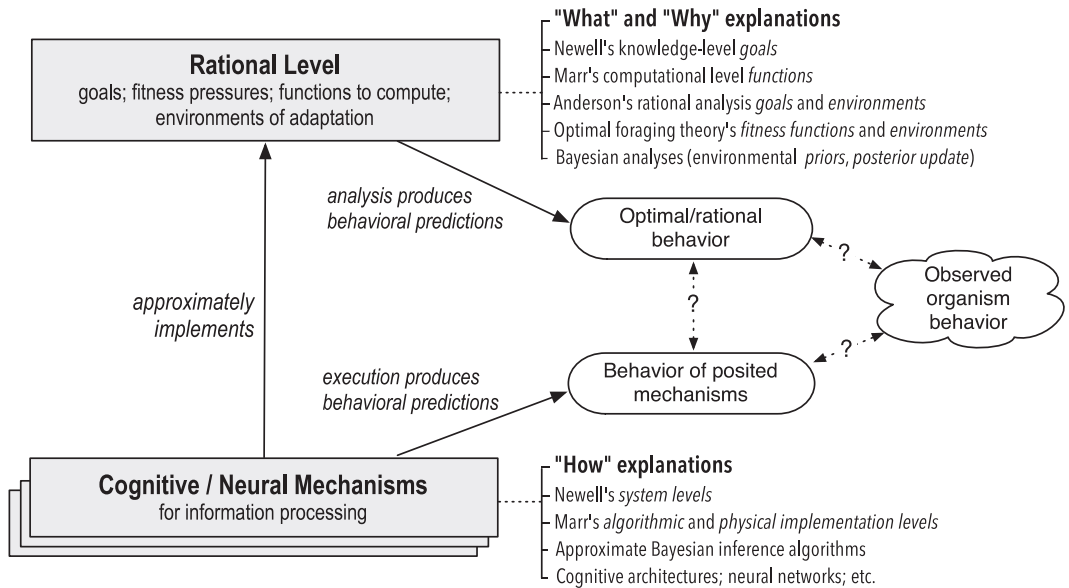 "What" and "Why" explanations
Rational Level
goals; fitness pressures; functions to compute;
environments of adaptation
Newell's knowledge-level goals
Marr's computational level functions
Anderson's rational analysis goals and environments
Optimal foraging theory's fitness functions and environments
Bayesian analyses (environmental priors, posterior update)
analysis produces
behavioral predictions
Optimal/rational
behavior
?
Observed
organism
behavior
approximately
implements
?
?
execution produces
behavioral predictions
Behavior of posited
mechanisms
Cognitive / Neural Mechanisms
for information processing
"How" explanations
Newell's system levels
Marr's algorithmic and physical implementation levels
Approximate Bayesian inference algorithms
Cognitive architectures; neural networks; etc.